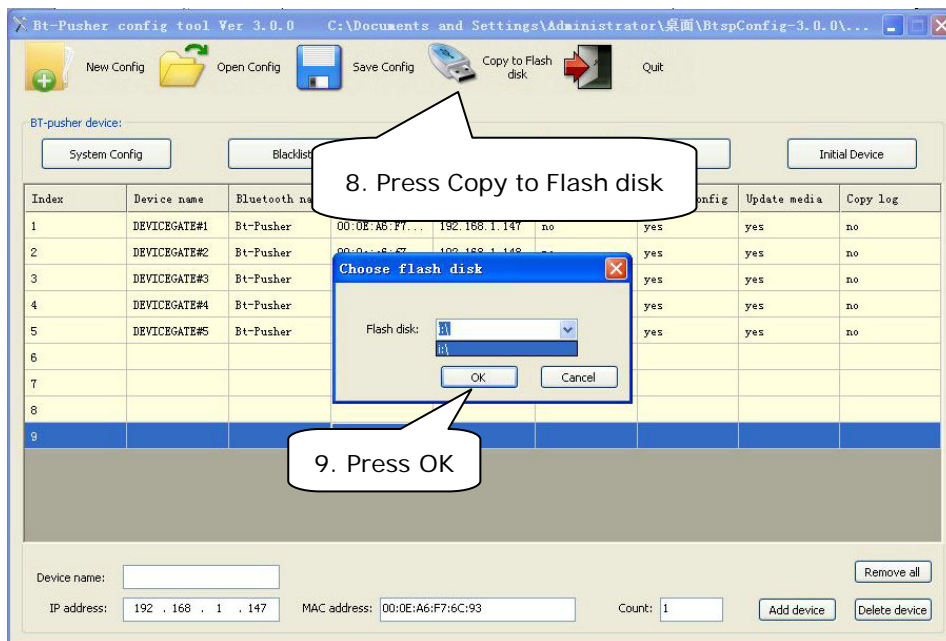 Bt-Pusher config tool Ver 3.0.0 C:\Documents and Settings\Administrator\桌面\BtspConfig-3.0.0\...
New Config Open Config Save Config Copy to Flash disk Quit
BT-pusher device:
System Config Blacklist Initial Device
8. Press Copy to Flash disk
Index Device name Bluetooth na onfig Update media Copy log
1 DEVICEGATE#1 Bt-Pusher 00:0E:A6:F7... 192.168.1.147 no yes yes no
2 DEVICEGATE#2 Bt-Pusher 192.168.1.148 yes yes no
3 DEVICEGATE#3 Bt-Pusher yes yes no
4 DEVICEGATE#4 Bt-Pusher yes yes no
5 DEVICEGATE#5 Bt-Pusher yes yes no
6
7
8
9
Choose flash disk
Flash disk: i:\
i:\
OK Cancel
9. Press OK
Device name:
Remove all
IP address: 192 . 168 . 1 . 147 MAC address: 00:0E:A6:F7:6C:93 Count: 1 Add device Delete device